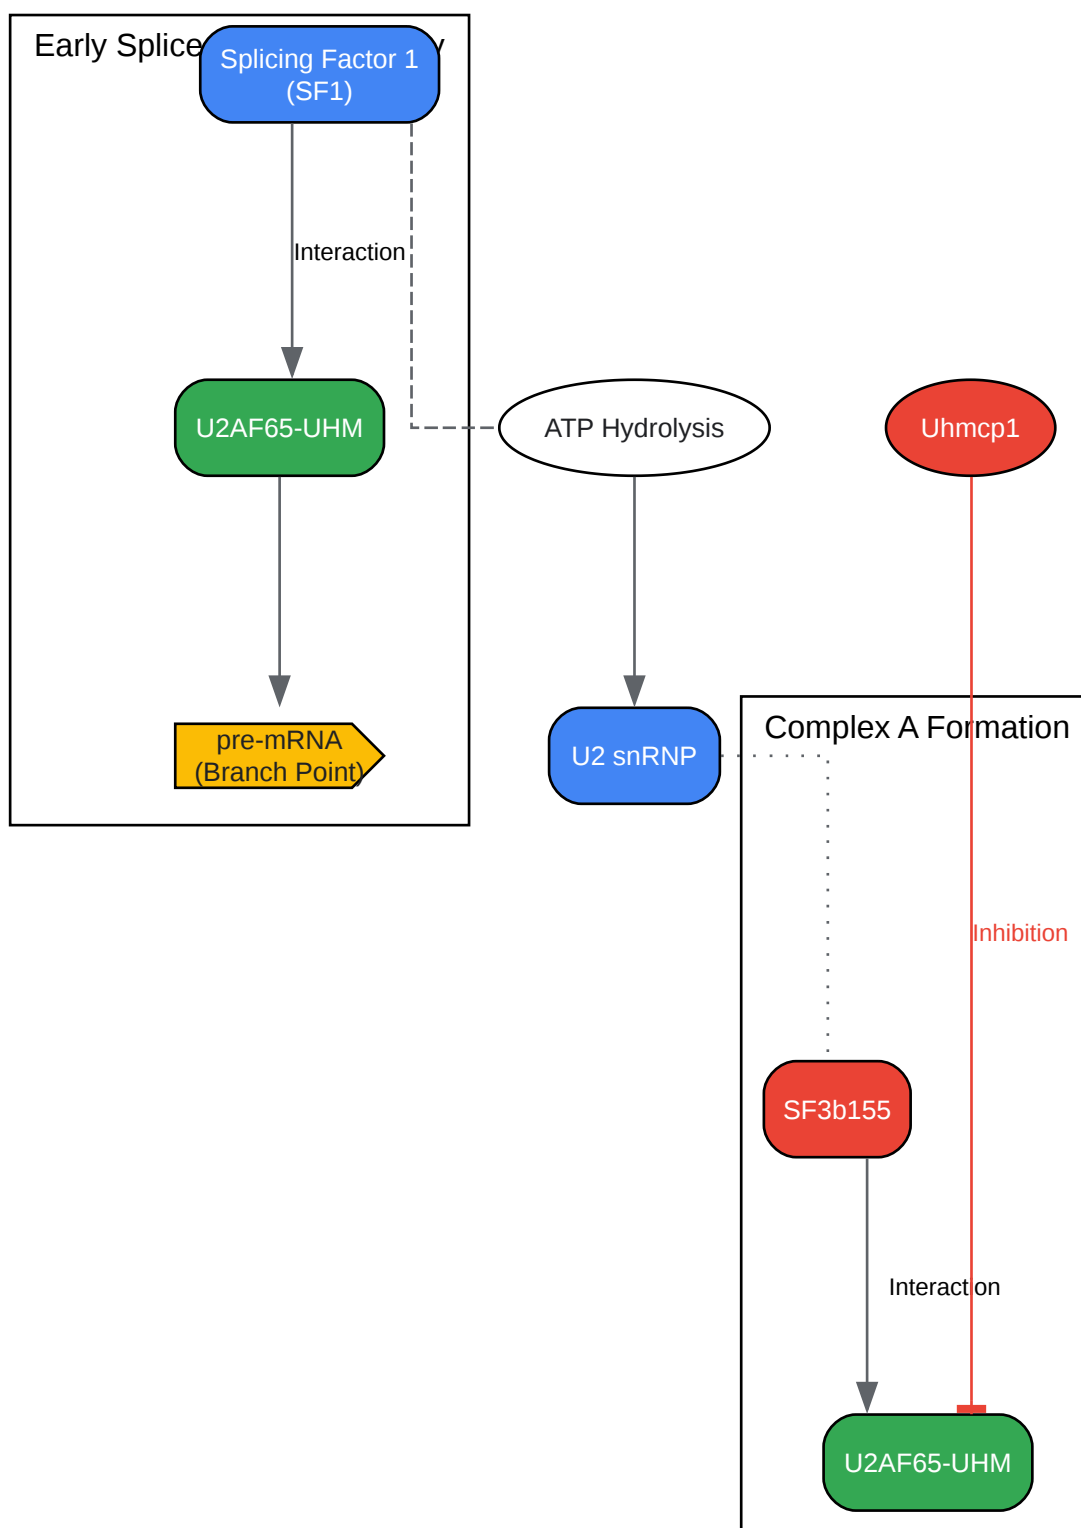 Early Splice
Splicing Factor 1
(SF1)
Interaction
U2AF65-UHM
ATP Hydrolysis
Uhmcp1
pre-mRNA
(Branch Point)
U2 snRNP
Complex A Formation
Inhibition
SF3b155
Interaction
U2AF65-UHM